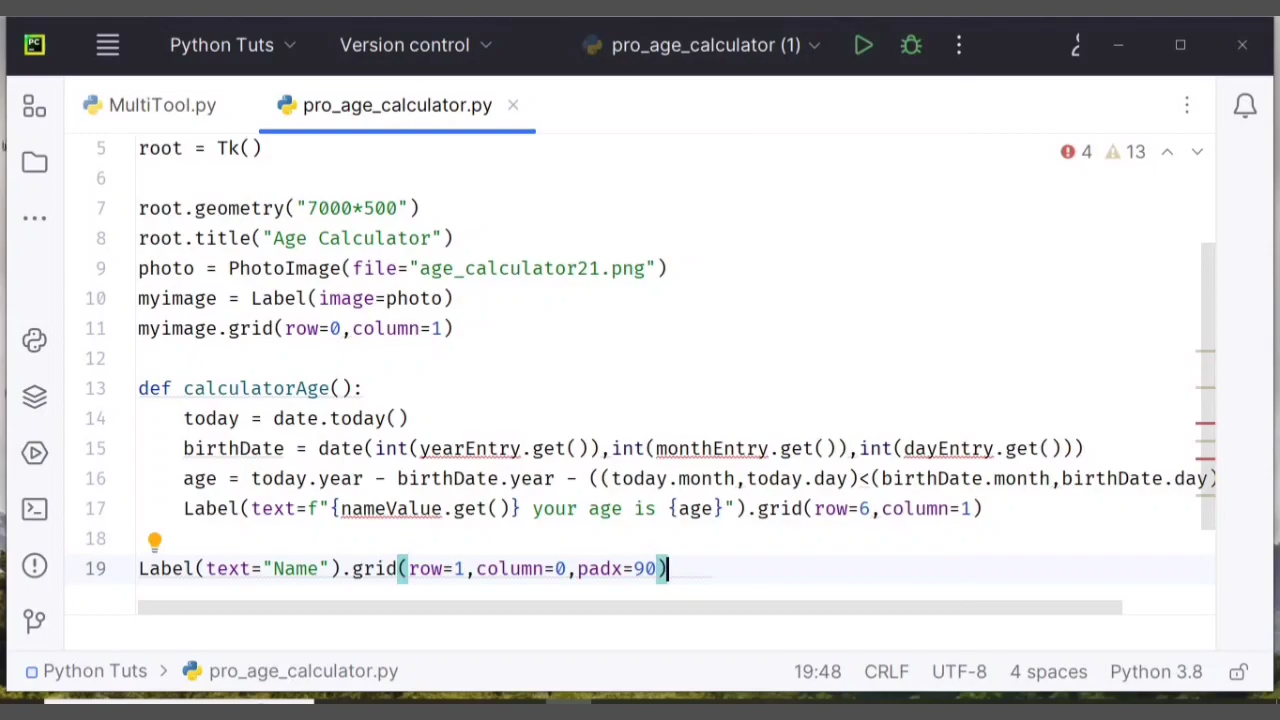 PC Python Tuts Version control pro_age_calculator (1)
MultiTool.py pro_age_calculator.py
5 root = Tk()
4 13
6
7 root.geometry("7000*500")
8 root.title("Age Calculator")
9 photo = PhotoImage(file="age_calculator21.png")
10 myimage = Label(image=photo)
11 myimage.grid(row=0,column=1)
12
13 def calculatorAge():
14 today = date.today()
15 birthDate = date(int(yearEntry.get()),int(monthEntry.get()),int(dayEntry.get()))
16 age = today.year - birthDate.year - ((today.month,today.day)<(birthDate.month,birthDate.day)
17 Label(text=f"{nameValue.get()} your age is {age}").grid(row=6,column=1)
18
19 Label(text="Name").grid(row=1,column=0,padx=90)
Python Tuts > pro_age_calculator.py 19:48 CRLF UTF-8 4 spaces Python 3.8